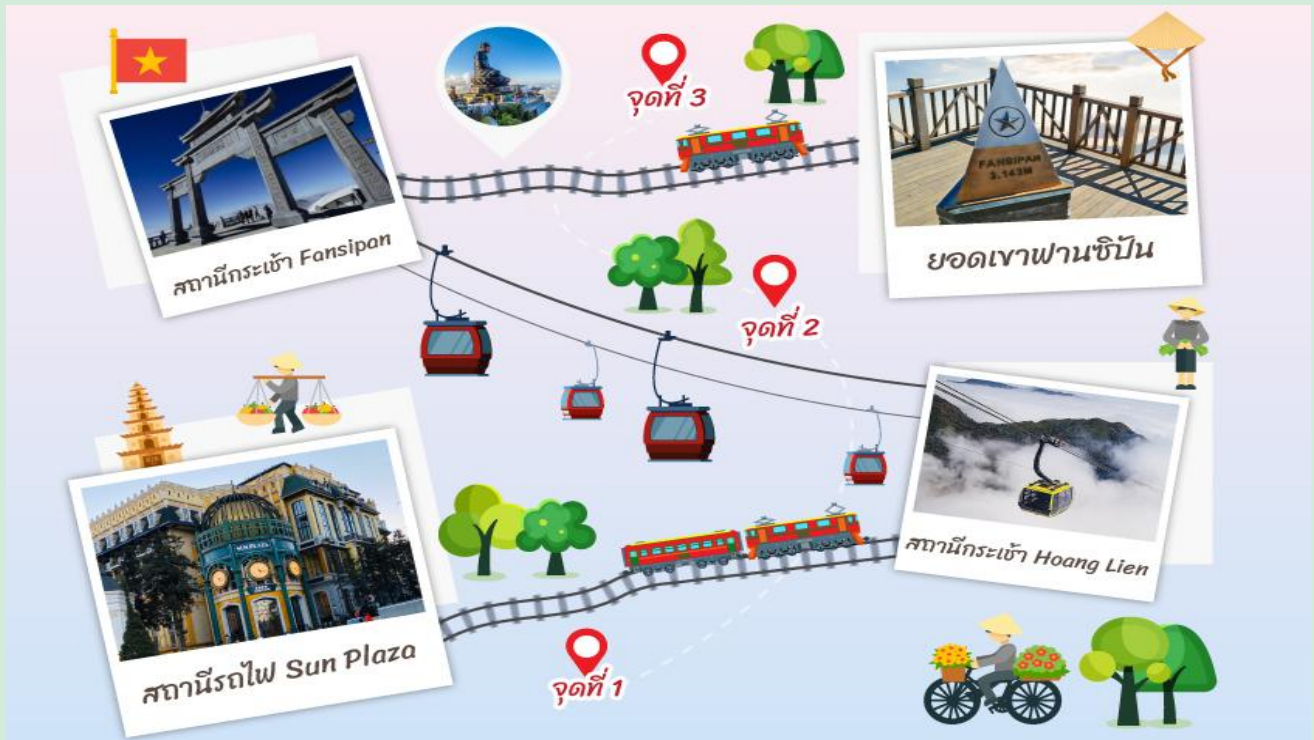 จุดที่ 3
FANSIPAN
3.143M
สถานีกระเช้า Fansipan
ยอดเขาฟานซิปัน
จุดที่ 2
SUN PLAZA
สถานีกระเช้า Hoang Lien
สถานีรถไฟ Sun Plaza
จุดที่ 1